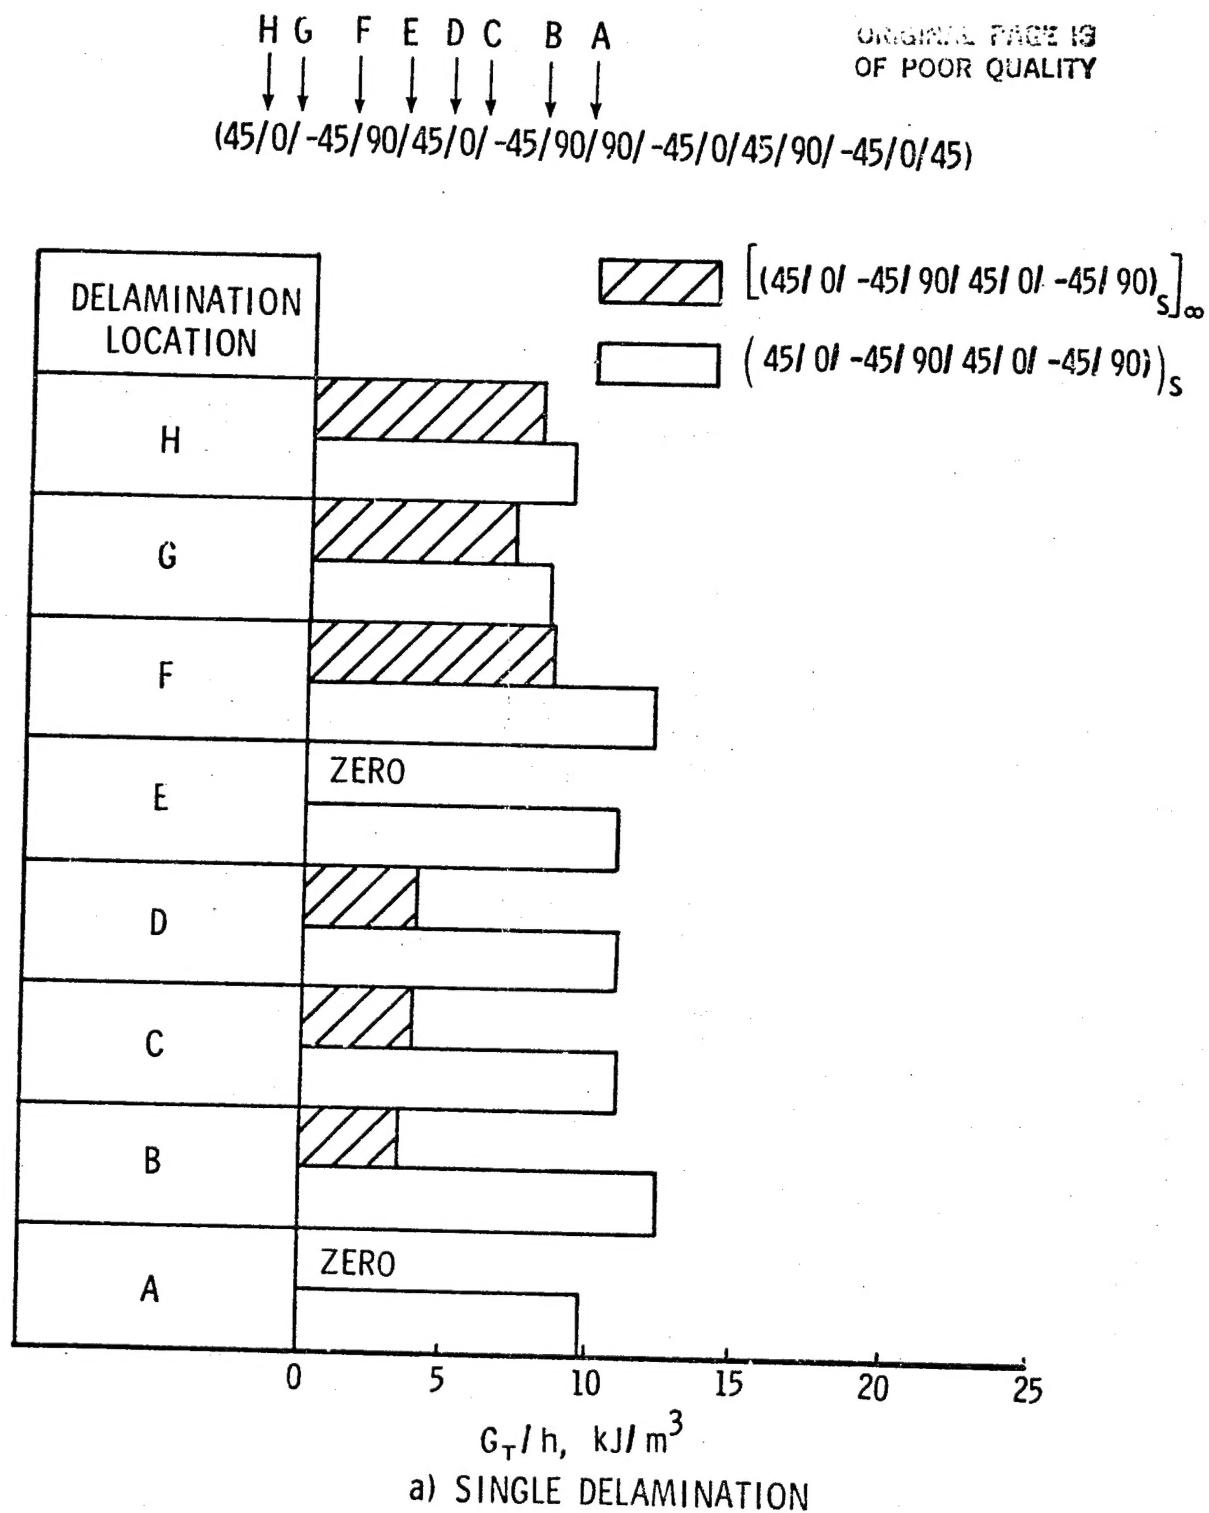 H G F E D C B A
ORIGINAL PAGE IS
OF POOR QUALITY
(45/0/-45/90/45/0/-45/90/90/-45/0/45/90/-45/0/45)
DELAMINATION
LOCATION
[(45/0/-45/90/45/0/-45/90)s]∞
(45/0/-45/90/45/0/-45/90))s
H
G
F
E
ZERO
D
C
B
A
ZERO
0 5 10 15 20 25
GT/h, kJ/m³
a) SINGLE DELAMINATION